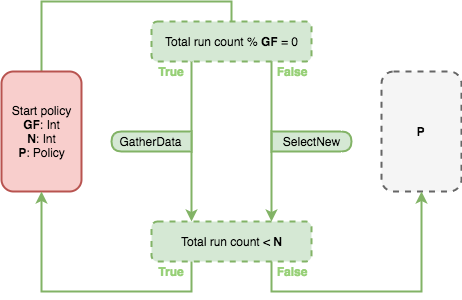 Total run count % GF = 0
True
False
Start policy
GF: Int
N: Int
P: Policy
GatherData
SelectNew
P
Total run count < N
True
False